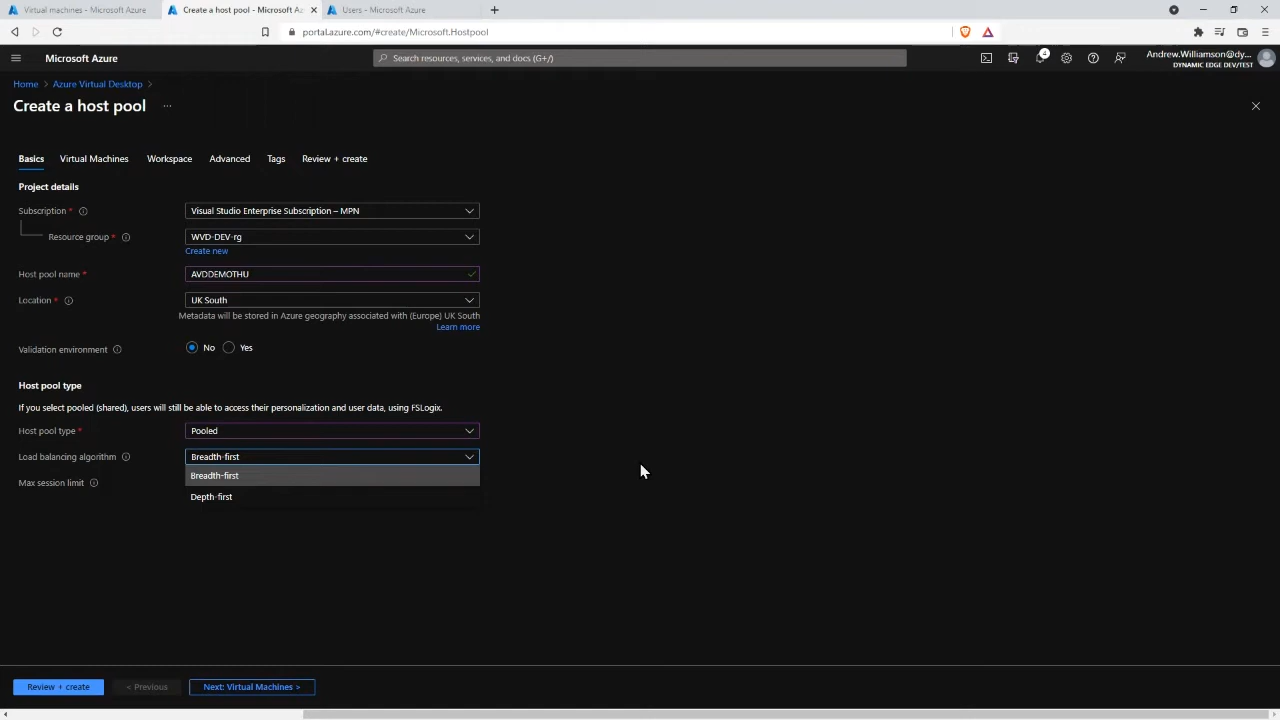 Virtual machines - Microsoft Azure
Create a host pool - Microsoft Az
Users - Microsoft Azure
portal.azure.com/#create/Microsoft.Hostpool
Microsoft Azure
Search resources, services, and docs (G+/)
4
Andrew.Williamson@dy...
DYNAMIC EDGE DEV/TEST
Home > Azure Virtual Desktop >
Create a host pool ...
Basics Virtual Machines Workspace Advanced Tags Review + create
Project details
Subscription * Visual Studio Enterprise Subscription – MPN
Resource group * WVD-DEV-rg
Create new
Host pool name * AVDDEMOTHU
Location * UK South
Metadata will be stored in Azure geography associated with (Europe) UK South
Learn more
Validation environment No Yes
Host pool type
If you select pooled (shared), users will still be able to access their personalization and user data, using FSLogix.
Host pool type * Pooled
Load balancing algorithm Breadth-first
Breadth-first
Max session limit
Depth-first
Review + create < Previous Next: Virtual Machines >